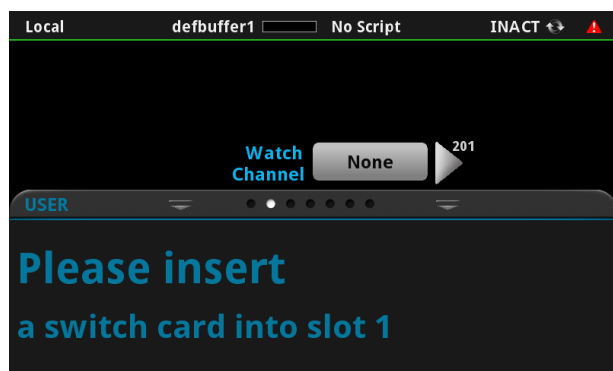 Local defbuffer1 No Script INACT
Watch Channel None 201
USER
Please insert
a switch card into slot 1